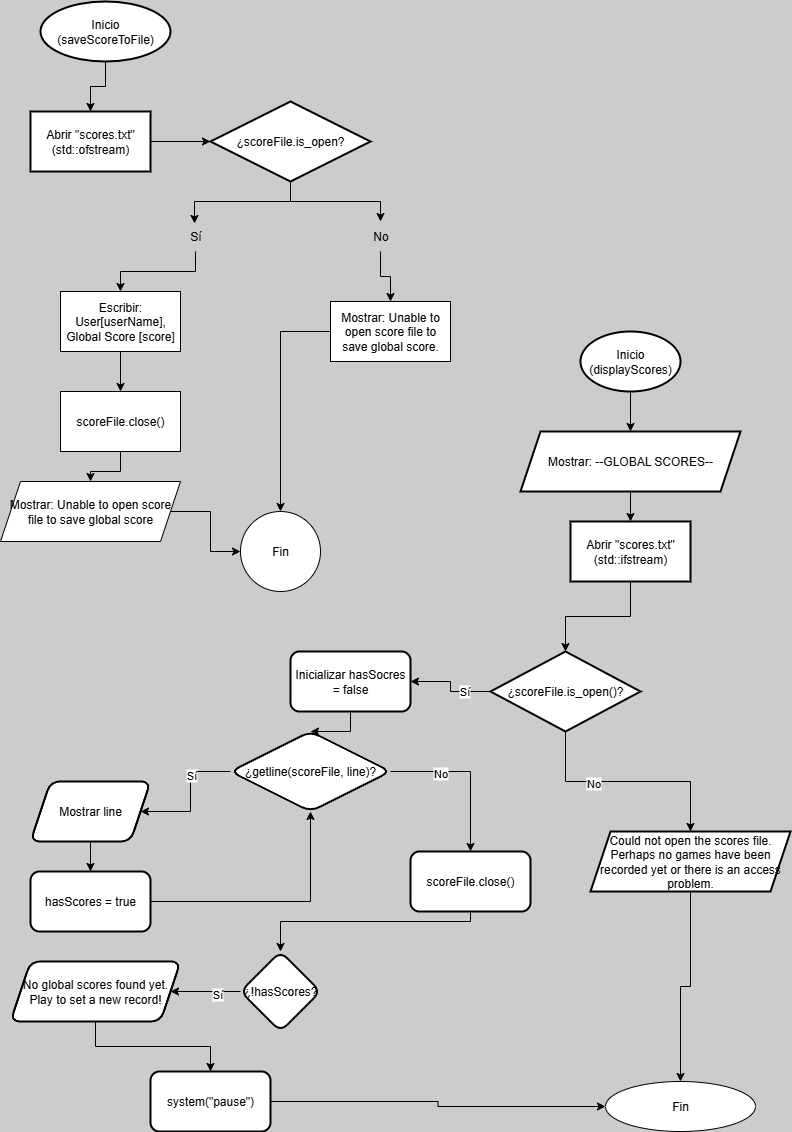 Inicio
(saveScoreToFile)
Abrir "scores.txt"
(std::ofstream)
¿scoreFile.is_open?
Sí
No
Escribir:
User[userName],
Global Score [score]
Mostrar: Unable to
open score file to
save global score.
scoreFile.close()
Mostrar: Unable to open score
file to save global score
Fin
Inicio
(displayScores)
Mostrar: --GLOBAL SCORES--
Abrir "scores.txt"
(std::ifstream)
¿scoreFile.is_open()?
Sí
No
Inicializar hasSocres
= false
¿getline(scoreFile, line)?
Sí
No
Mostrar line
hasScores = true
scoreFile.close()
Could not open the scores file.
Perhaps no games have been
recorded yet or there is an access
problem.
¿!hasScores?
Sí
No global scores found yet.
Play to set a new record!
system("pause")
Fin